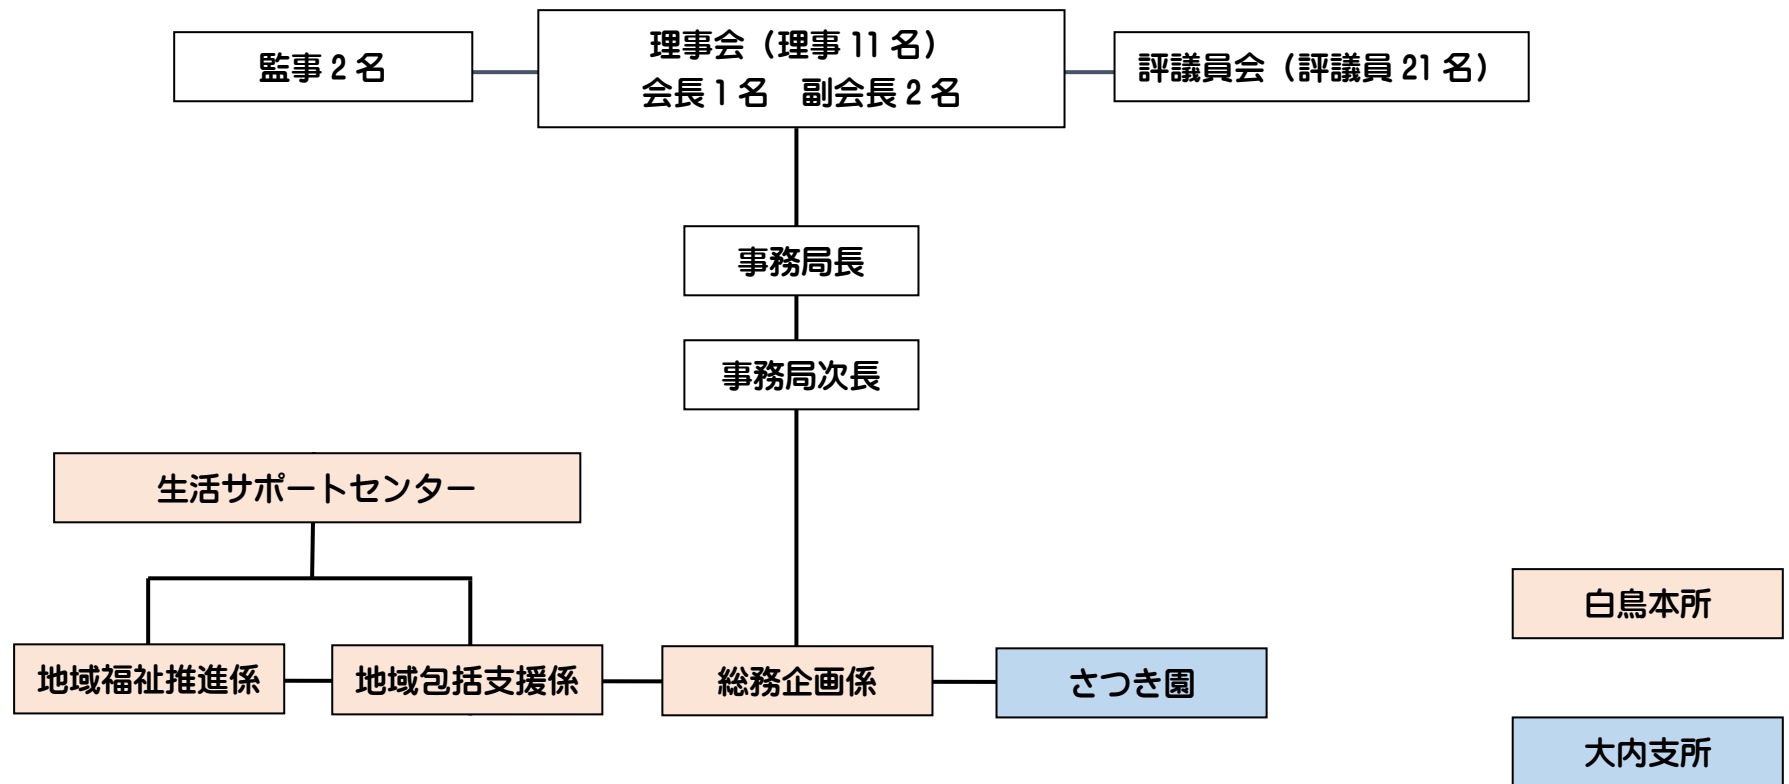 監事2名
理事会（理事11名）
会長1名　副会長2名
評議員会（評議員21名）
事務局長
事務局次長
生活サポートセンター
地域福祉推進係
地域包括支援係
総務企画係
さつき園
白鳥本所
大内支所